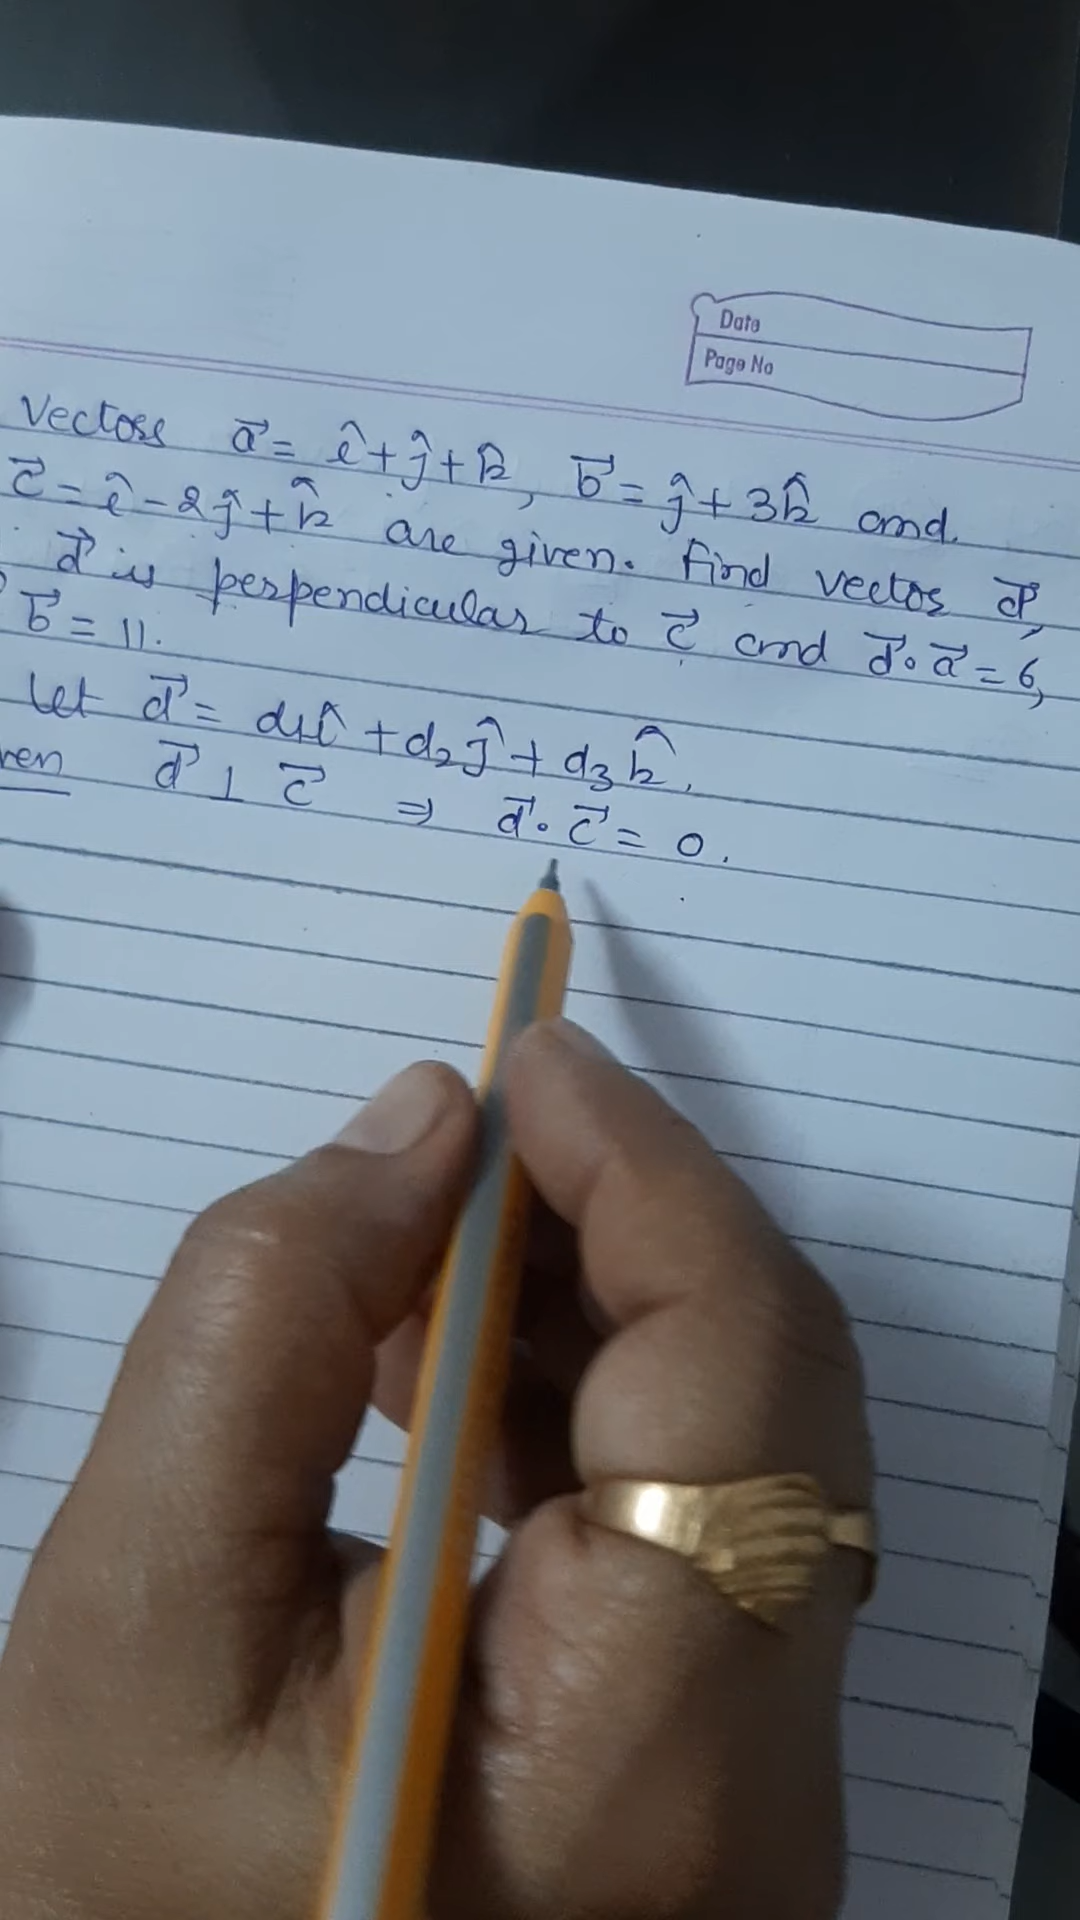 Date
Page No
Vectors a⃗ = î + ĵ + k̂, b⃗ = ĵ + 3k̂ and
c⃗ = î - 2ĵ + k̂ are given. Find vector d⃗,
d⃗ is perpendicular to c⃗ and d⃗ . a⃗ = 6,
b⃗ = 11.
Let d⃗ = d1î + d2ĵ + d3k̂.
d⃗ ⊥ c⃗ ⇒ d⃗ . c⃗ = 0.